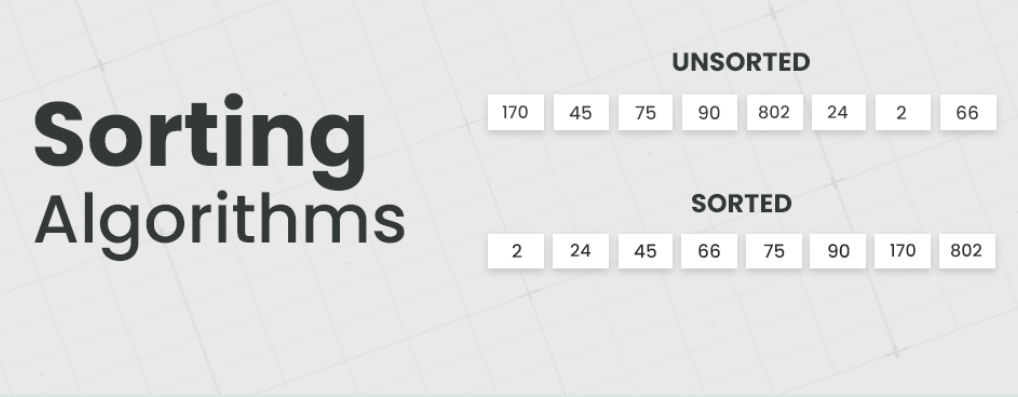 Sorting
Algorithms
UNSORTED
170 45 75 90 802 24 2 66
SORTED
2 24 45 66 75 90 170 802